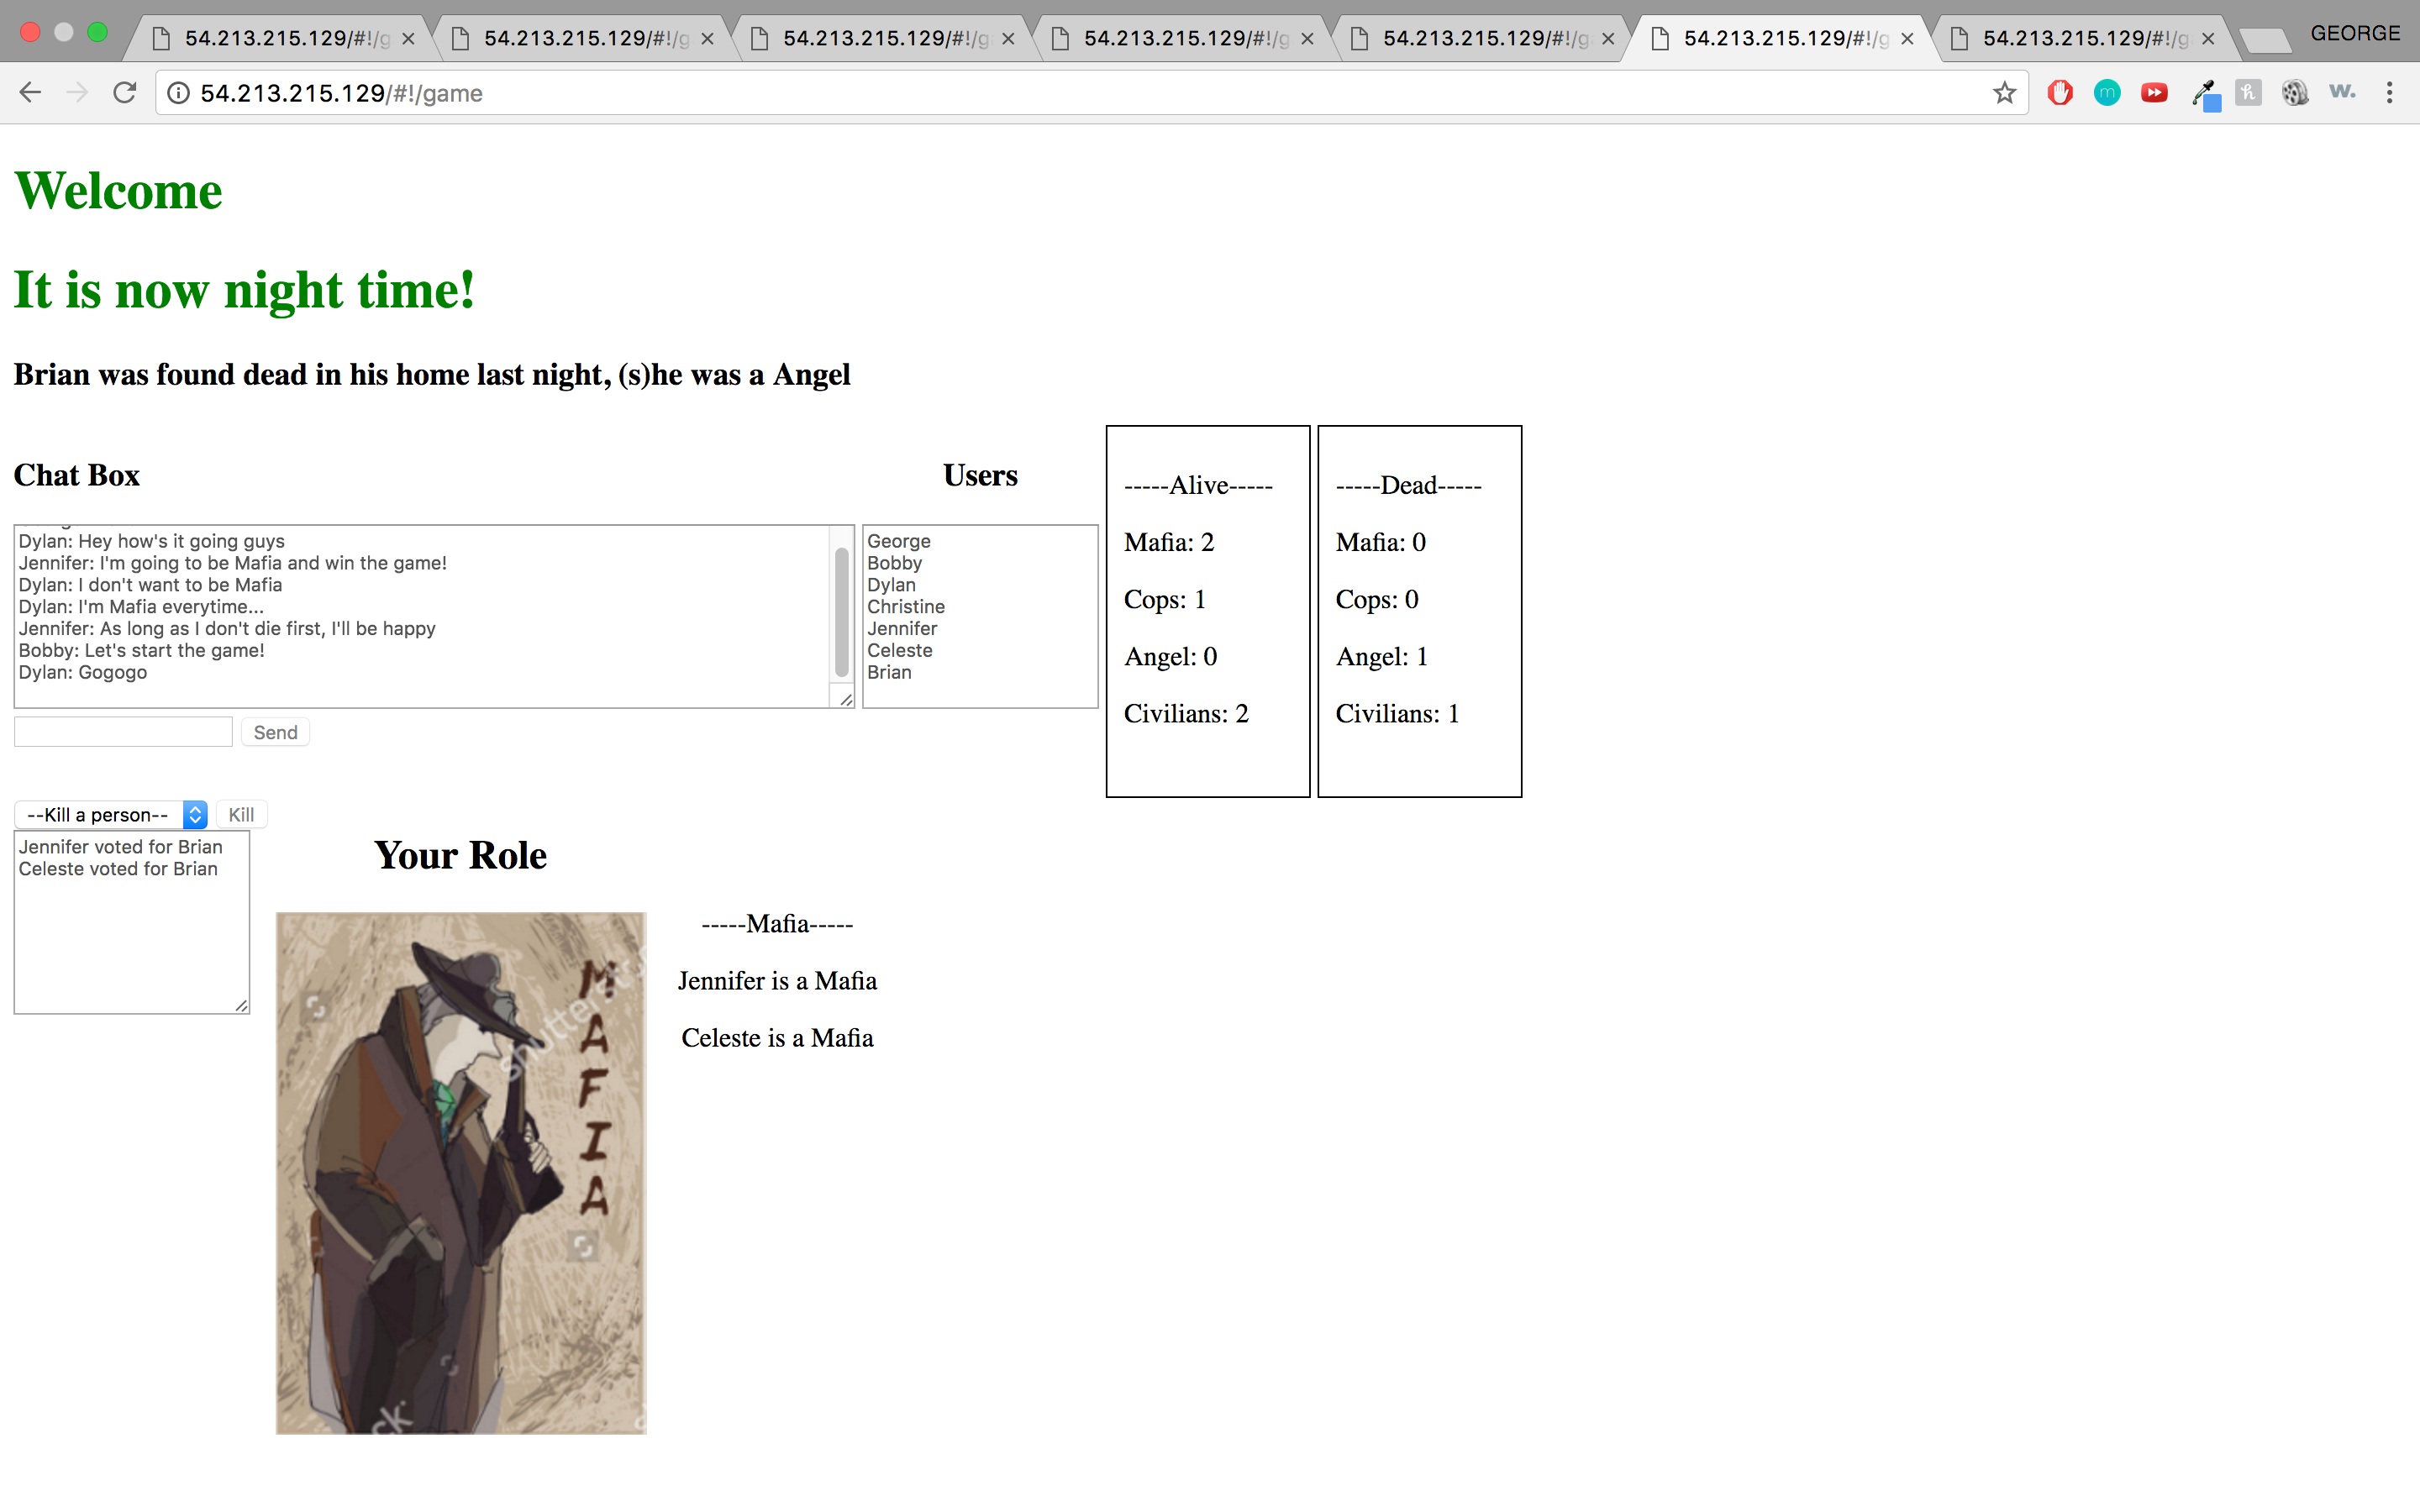 54.213.215.129/#!/g
54.213.215.129/#!/g
54.213.215.129/#!/g
54.213.215.129/#!/g
54.213.215.129/#!/g
54.213.215.129/#!/g
54.213.215.129/#!/g
GEORGE
54.213.215.129/#!/game
m
h
w.
Welcome
It is now night time!
Brian was found dead in his home last night, (s)he was a Angel
Chat Box
Users
Dylan: Hey how's it going guys
Jennifer: I'm going to be Mafia and win the game!
Dylan: I don't want to be Mafia
Dylan: I'm Mafia everytime...
Jennifer: As long as I don't die first, I'll be happy
Bobby: Let's start the game!
Dylan: Gogogo
George
Bobby
Dylan
Christine
Jennifer
Celeste
Brian
-----Alive-----
Mafia: 2
Cops: 1
Angel: 0
Civilians: 2
-----Dead-----
Mafia: 0
Cops: 0
Angel: 1
Civilians: 1
Send
--Kill a person--
Kill
Jennifer voted for Brian
Celeste voted for Brian
Your Role
MAFIA
-----Mafia-----
Jennifer is a Mafia
Celeste is a Mafia